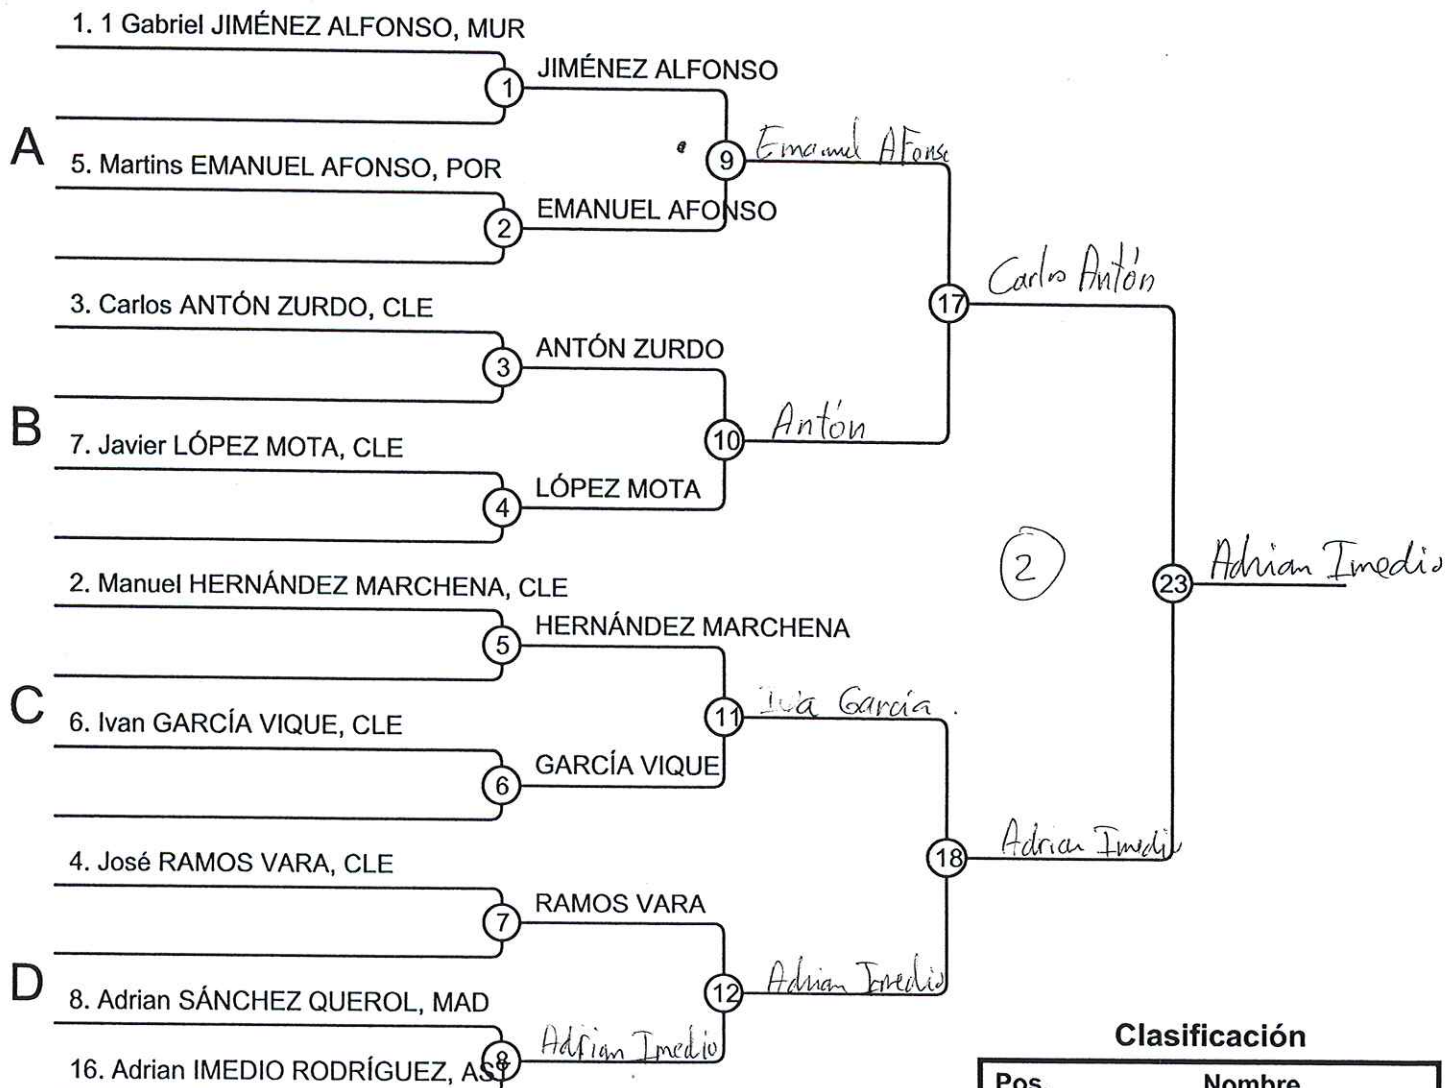 1. 1 Gabriel JIMÉNEZ ALFONSO, MUR
1 JIMÉNEZ ALFONSO
A
9 Emanuel AFonso
5. Martins EMANUEL AFONSO, POR
2 EMANUEL AFONSO
17 Carlos Antón
3. Carlos ANTÓN ZURDO, CLE
3 ANTÓN ZURDO
B
10 Antón
7. Javier LÓPEZ MOTA, CLE
4 LÓPEZ MOTA
2
23 Adrian Imedio
2. Manuel HERNÁNDEZ MARCHENA, CLE
5 HERNÁNDEZ MARCHENA
C
11 Iva García.
6. Ivan GARCÍA VIQUE, CLE
6 GARCÍA VIQUE
18 Adrian Imedio
4. José RAMOS VARA, CLE
7 RAMOS VARA
D
12 Adrian Imedio
8. Adrian SÁNCHEZ QUEROL, MAD
8 Adrian Imedio
16. Adrian IMEDIO RODRÍGUEZ, AST
Clasificación
Pos. Nombre